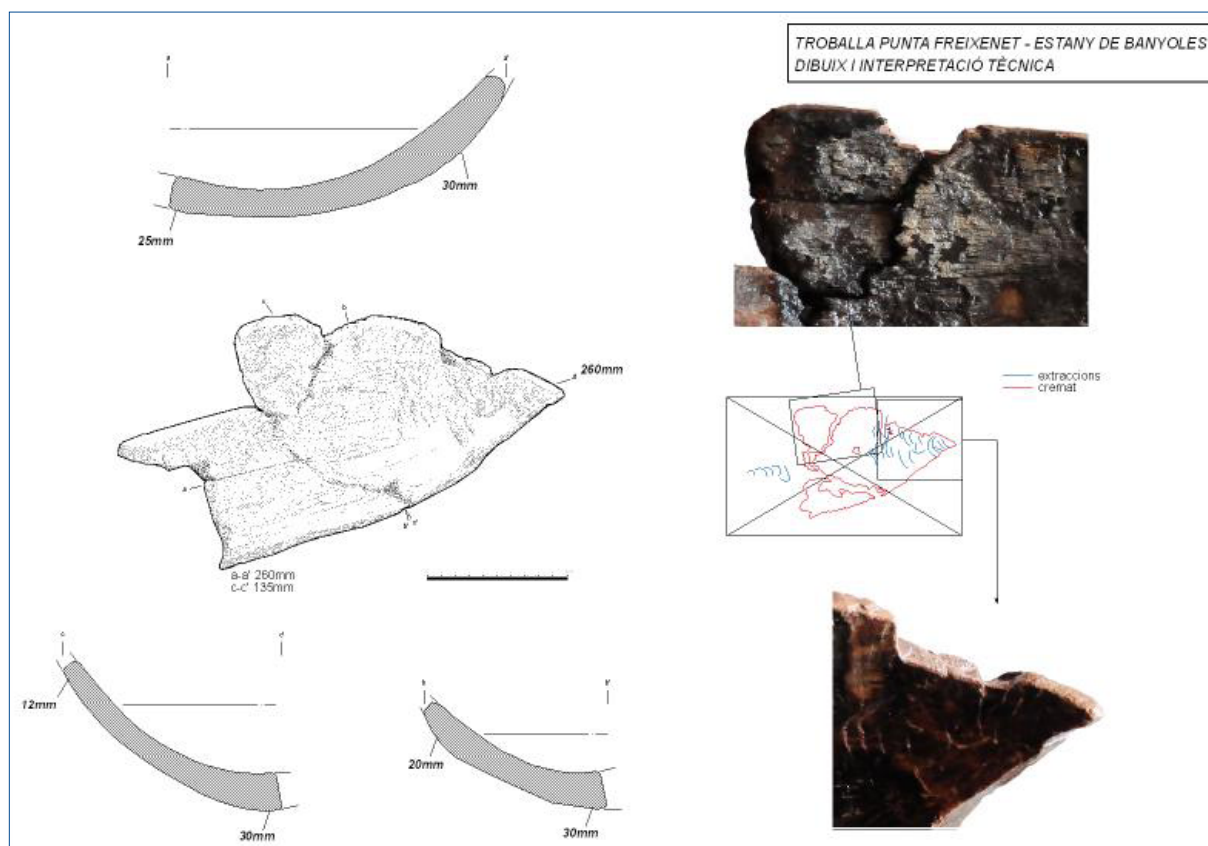 TROBALLA PUNTA FREIXENET - ESTANY DE BANYOLES
DIBUIX I INTERPRETACIÓ TÈCNICA
30mm
25mm
260mm
extraccions
cremat
a-a' 260mm
c-c' 135mm
12mm
30mm
20mm
30mm